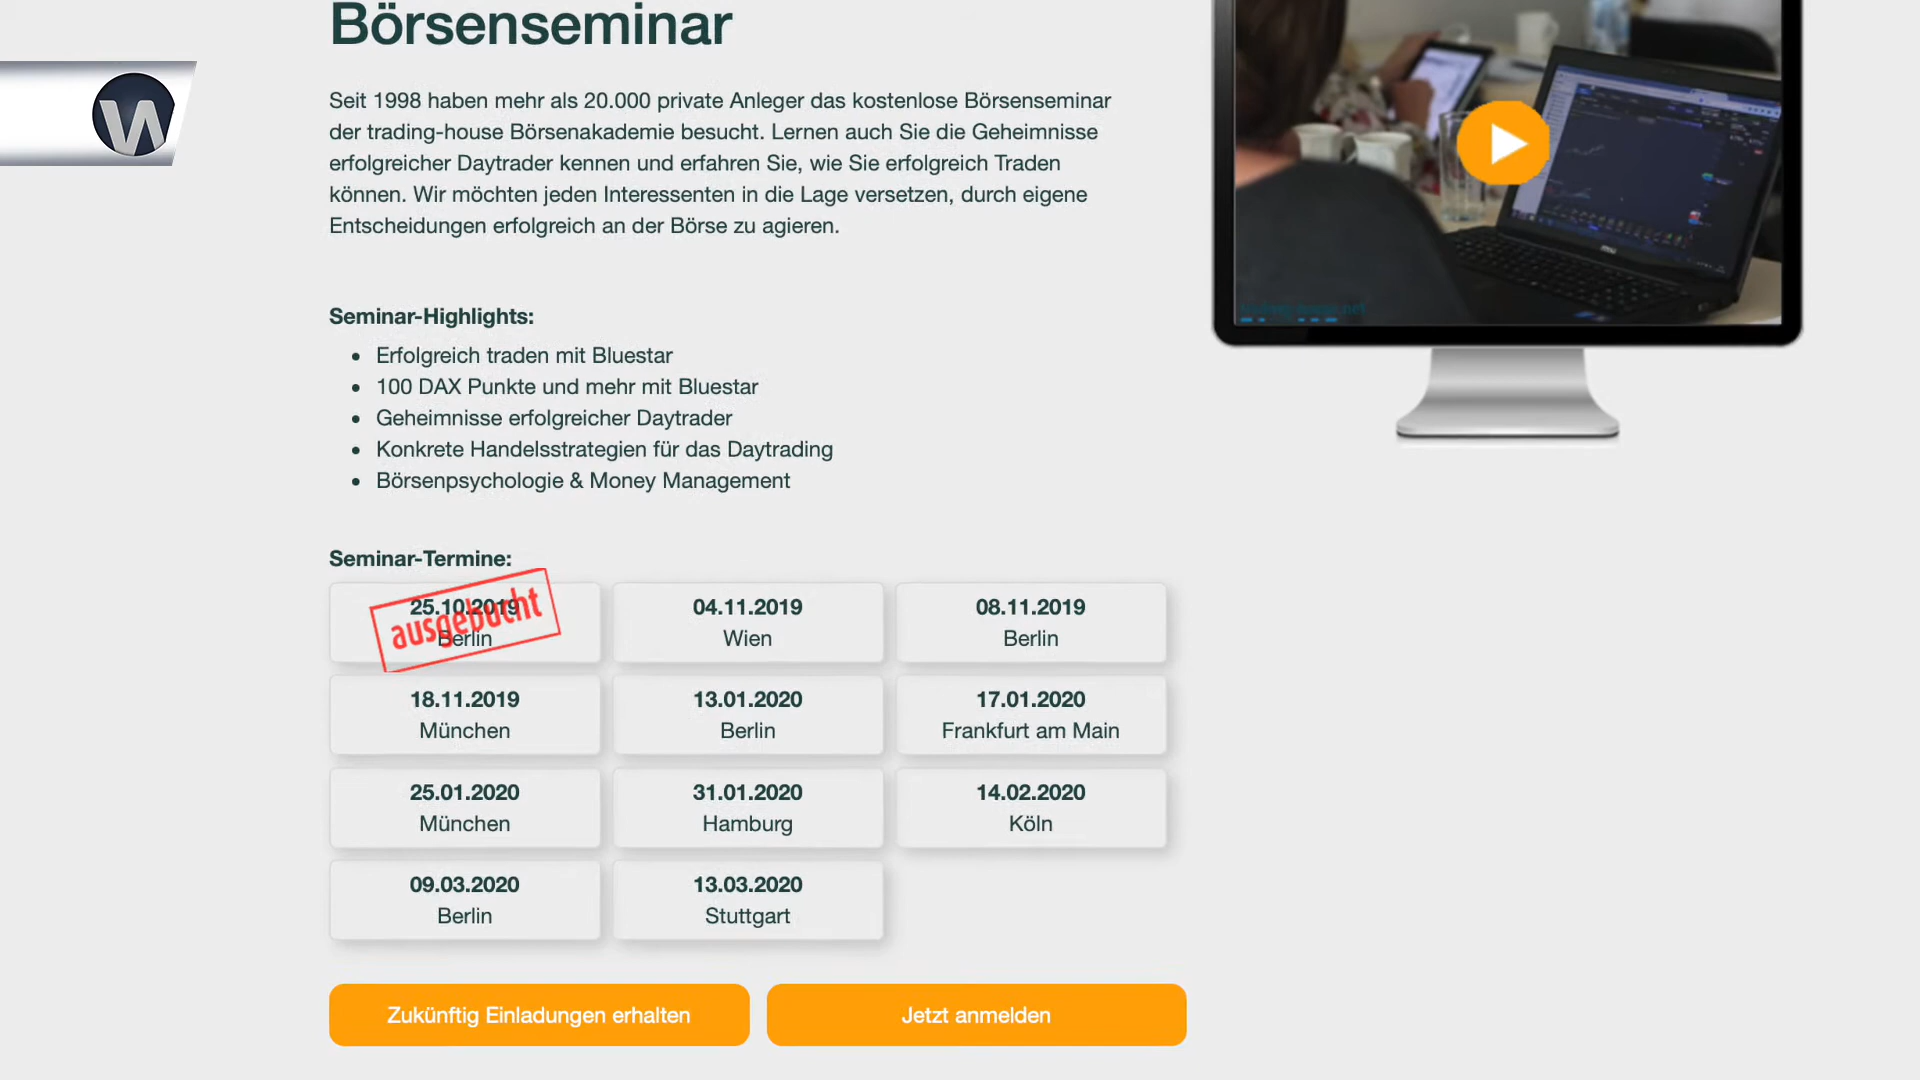 Börsenseminar
Seit 1998 haben mehr als 20.000 private Anleger das kostenlose Börsenseminar
der trading-house Börsenakademie besucht. Lernen auch Sie die Geheimnisse
erfolgreicher Daytrader kennen und erfahren Sie, wie Sie erfolgreich Traden
können. Wir möchten jeden Interessenten in die Lage versetzen, durch eigene
Entscheidungen erfolgreich an der Börse zu agieren.
Seminar-Highlights:
Erfolgreich traden mit Bluestar
100 DAX Punkte und mehr mit Bluestar
Geheimnisse erfolgreicher Daytrader
Konkrete Handelsstrategien für das Daytrading
Börsenpsychologie & Money Management
Seminar-Termine:
25.10.2019
Berlin
ausgebucht
04.11.2019
Wien
08.11.2019
Berlin
18.11.2019
München
13.01.2020
Berlin
17.01.2020
Frankfurt am Main
25.01.2020
München
31.01.2020
Hamburg
14.02.2020
Köln
09.03.2020
Berlin
13.03.2020
Stuttgart
Zukünftig Einladungen erhalten
Jetzt anmelden